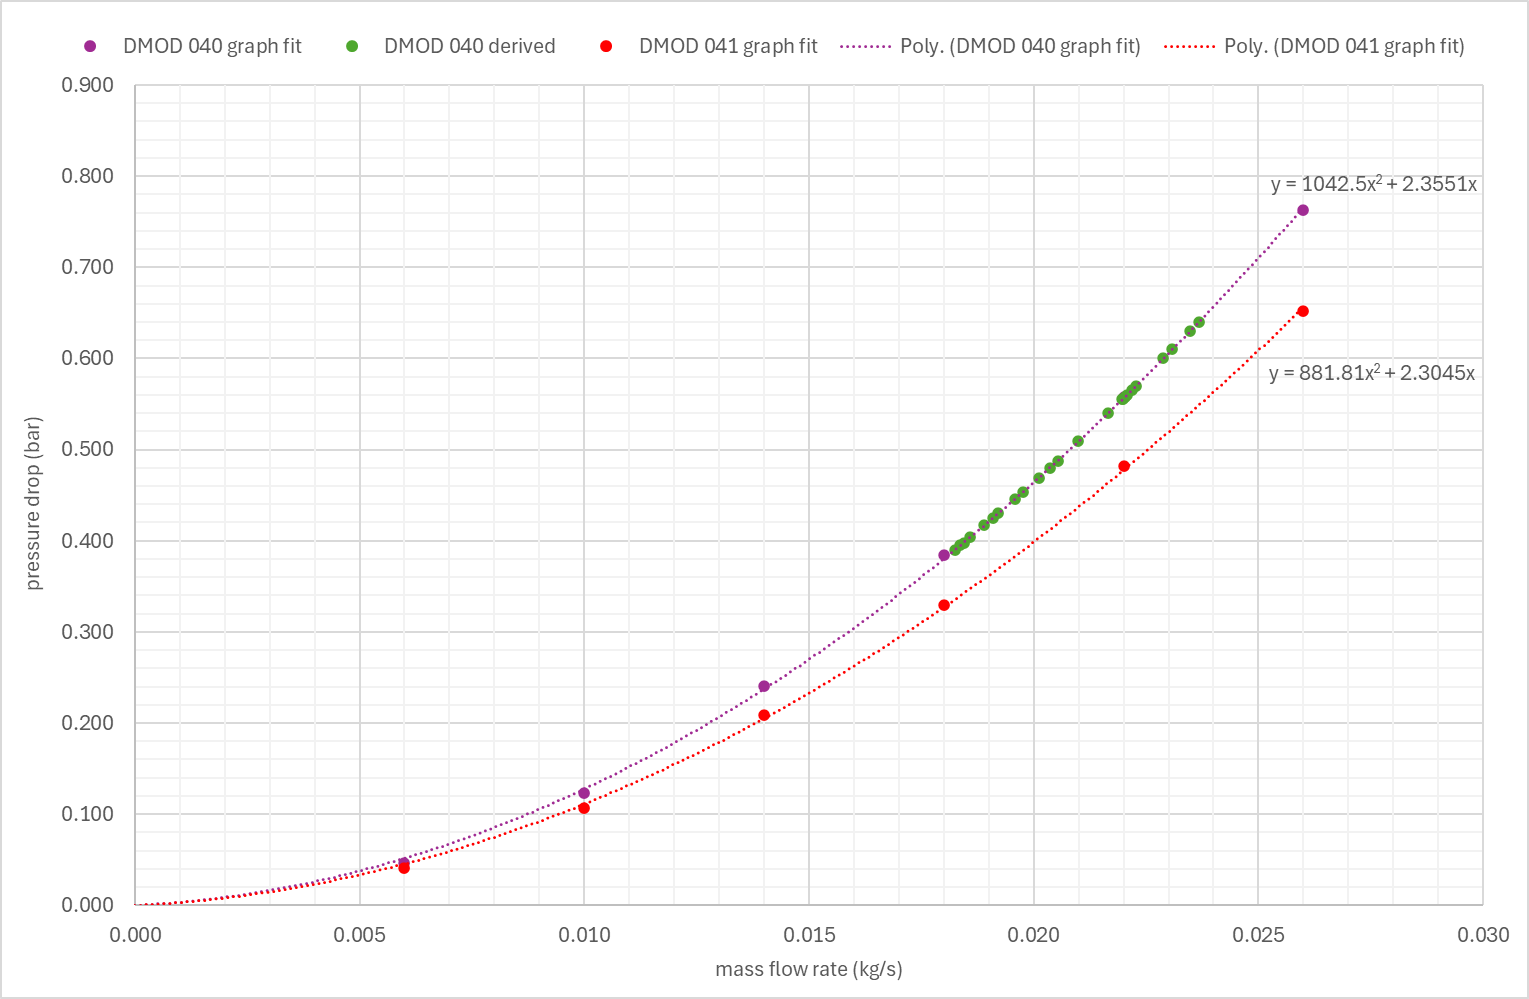 DMOD 040 graph fit DMOD 040 derived DMOD 041 graph fit Poly. (DMOD 040 graph fit) Poly. (DMOD 041 graph fit)
0.900
0.800
y = 1042.5x² + 2.3551x
0.700
0.600
y = 881.81x² + 2.3045x
0.500
0.400
0.300
0.200
0.100
0.000
pressure drop (bar)
0.000 0.005 0.010 0.015 0.020 0.025 0.030
mass flow rate (kg/s)